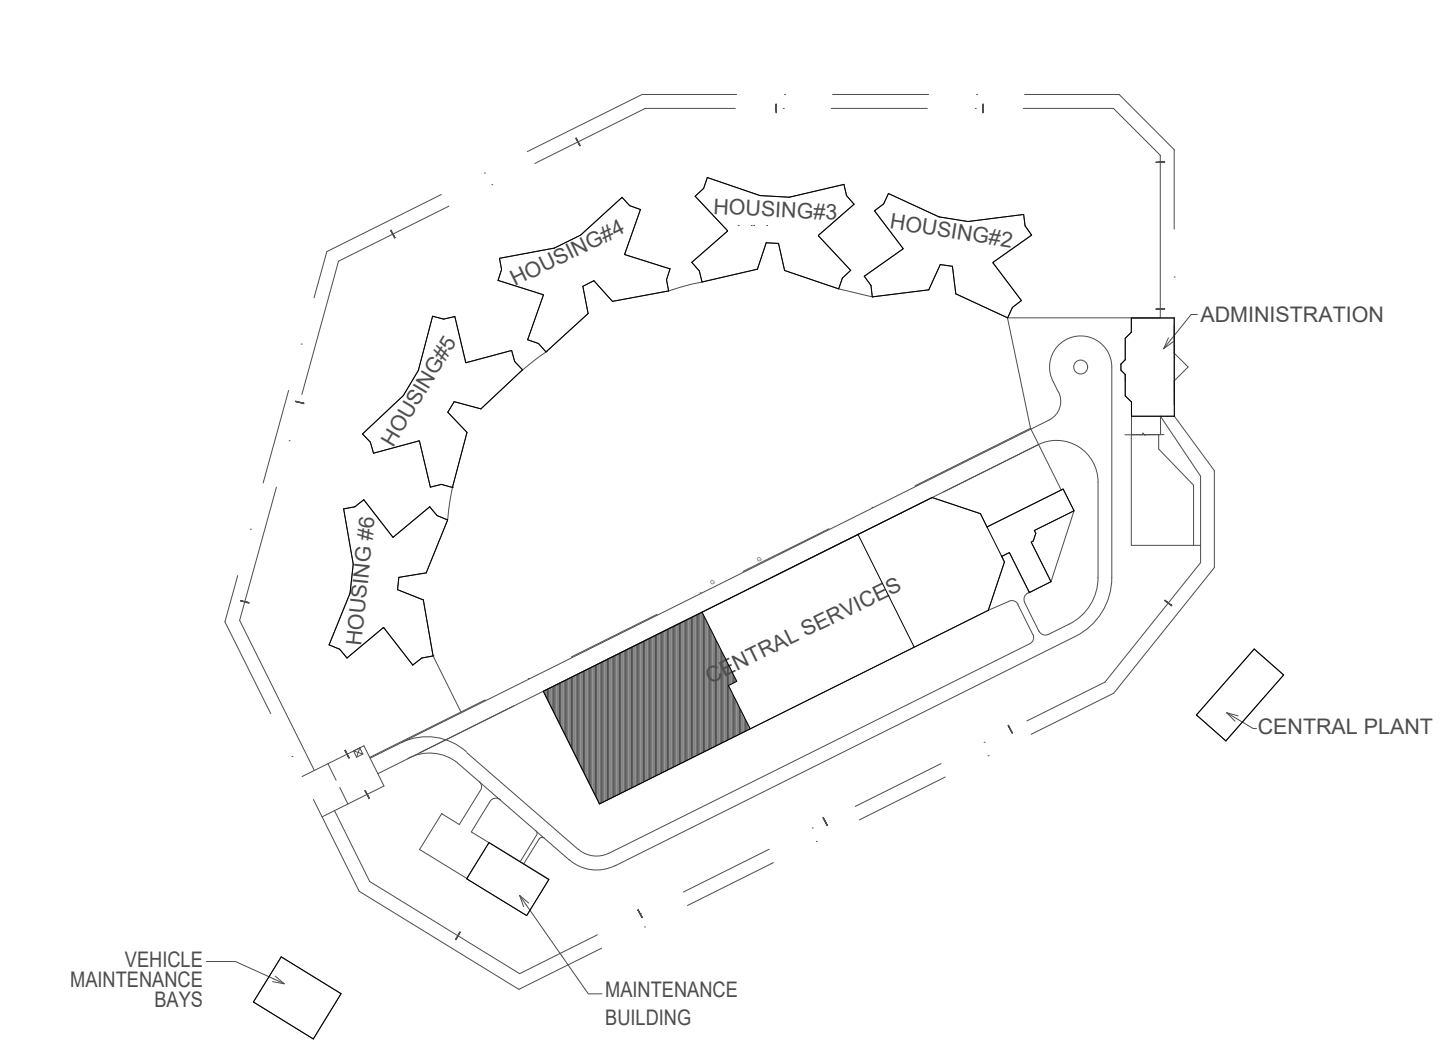 HOUSING#3
HOUSING#2
HOUSING#4
HOUSING#5
HOUSING #6
ADMINISTRATION
CENTRAL SERVICES
CENTRAL PLANT
VEHICLE
MAINTENANCE
BAYS
MAINTENANCE
BUILDING